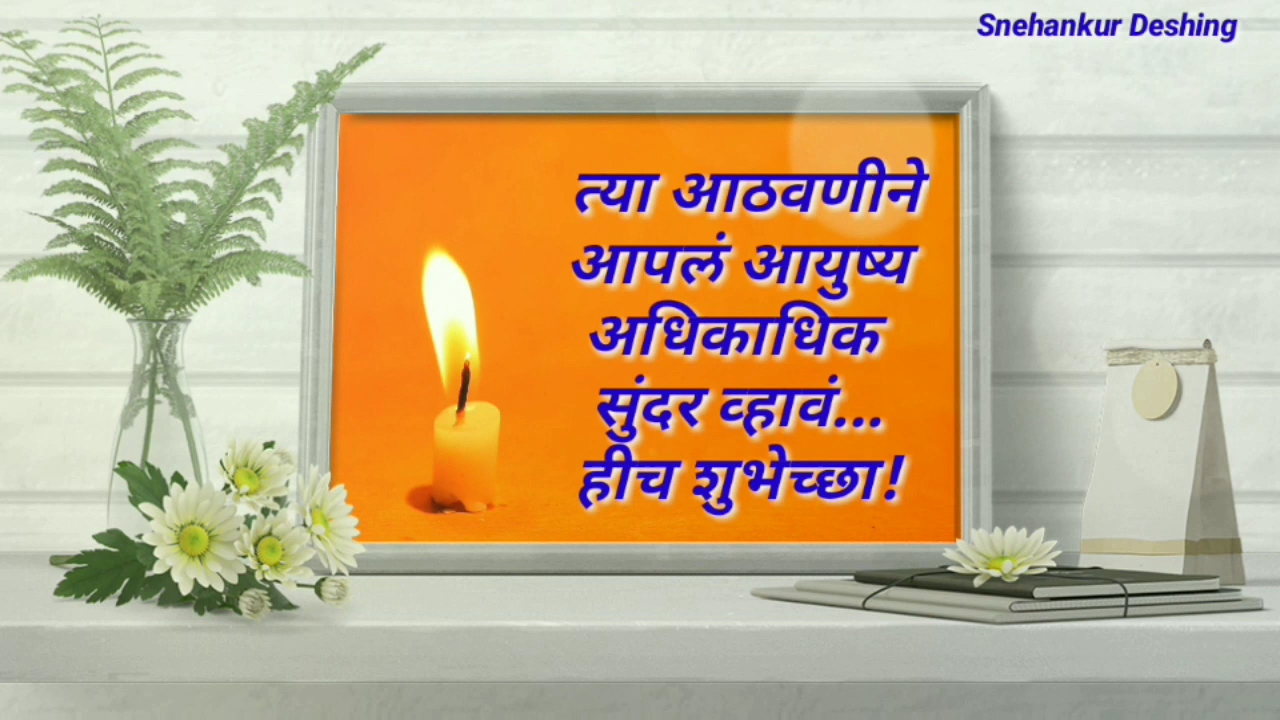 Snehankur Deshing
त्या आठवणीने
आपलं आयुष्य
अधिकाधिक
सुंदर व्हावं...
हीच शुभेच्छा!